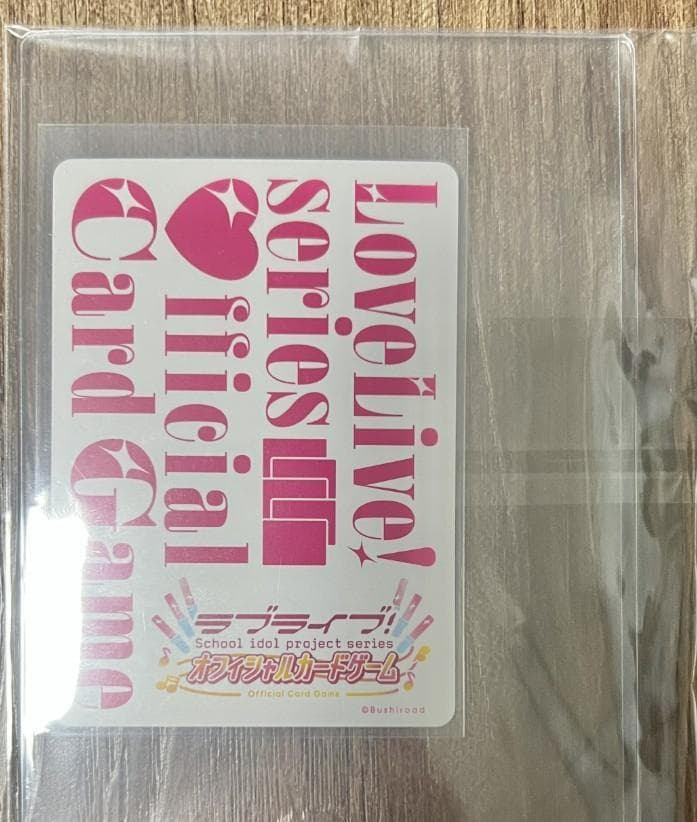 LoveLive!
series
Official
Card Game
ラブライブ!
School idol project series
オフィシャルカードゲーム
Official Card Game
©Bushiroad